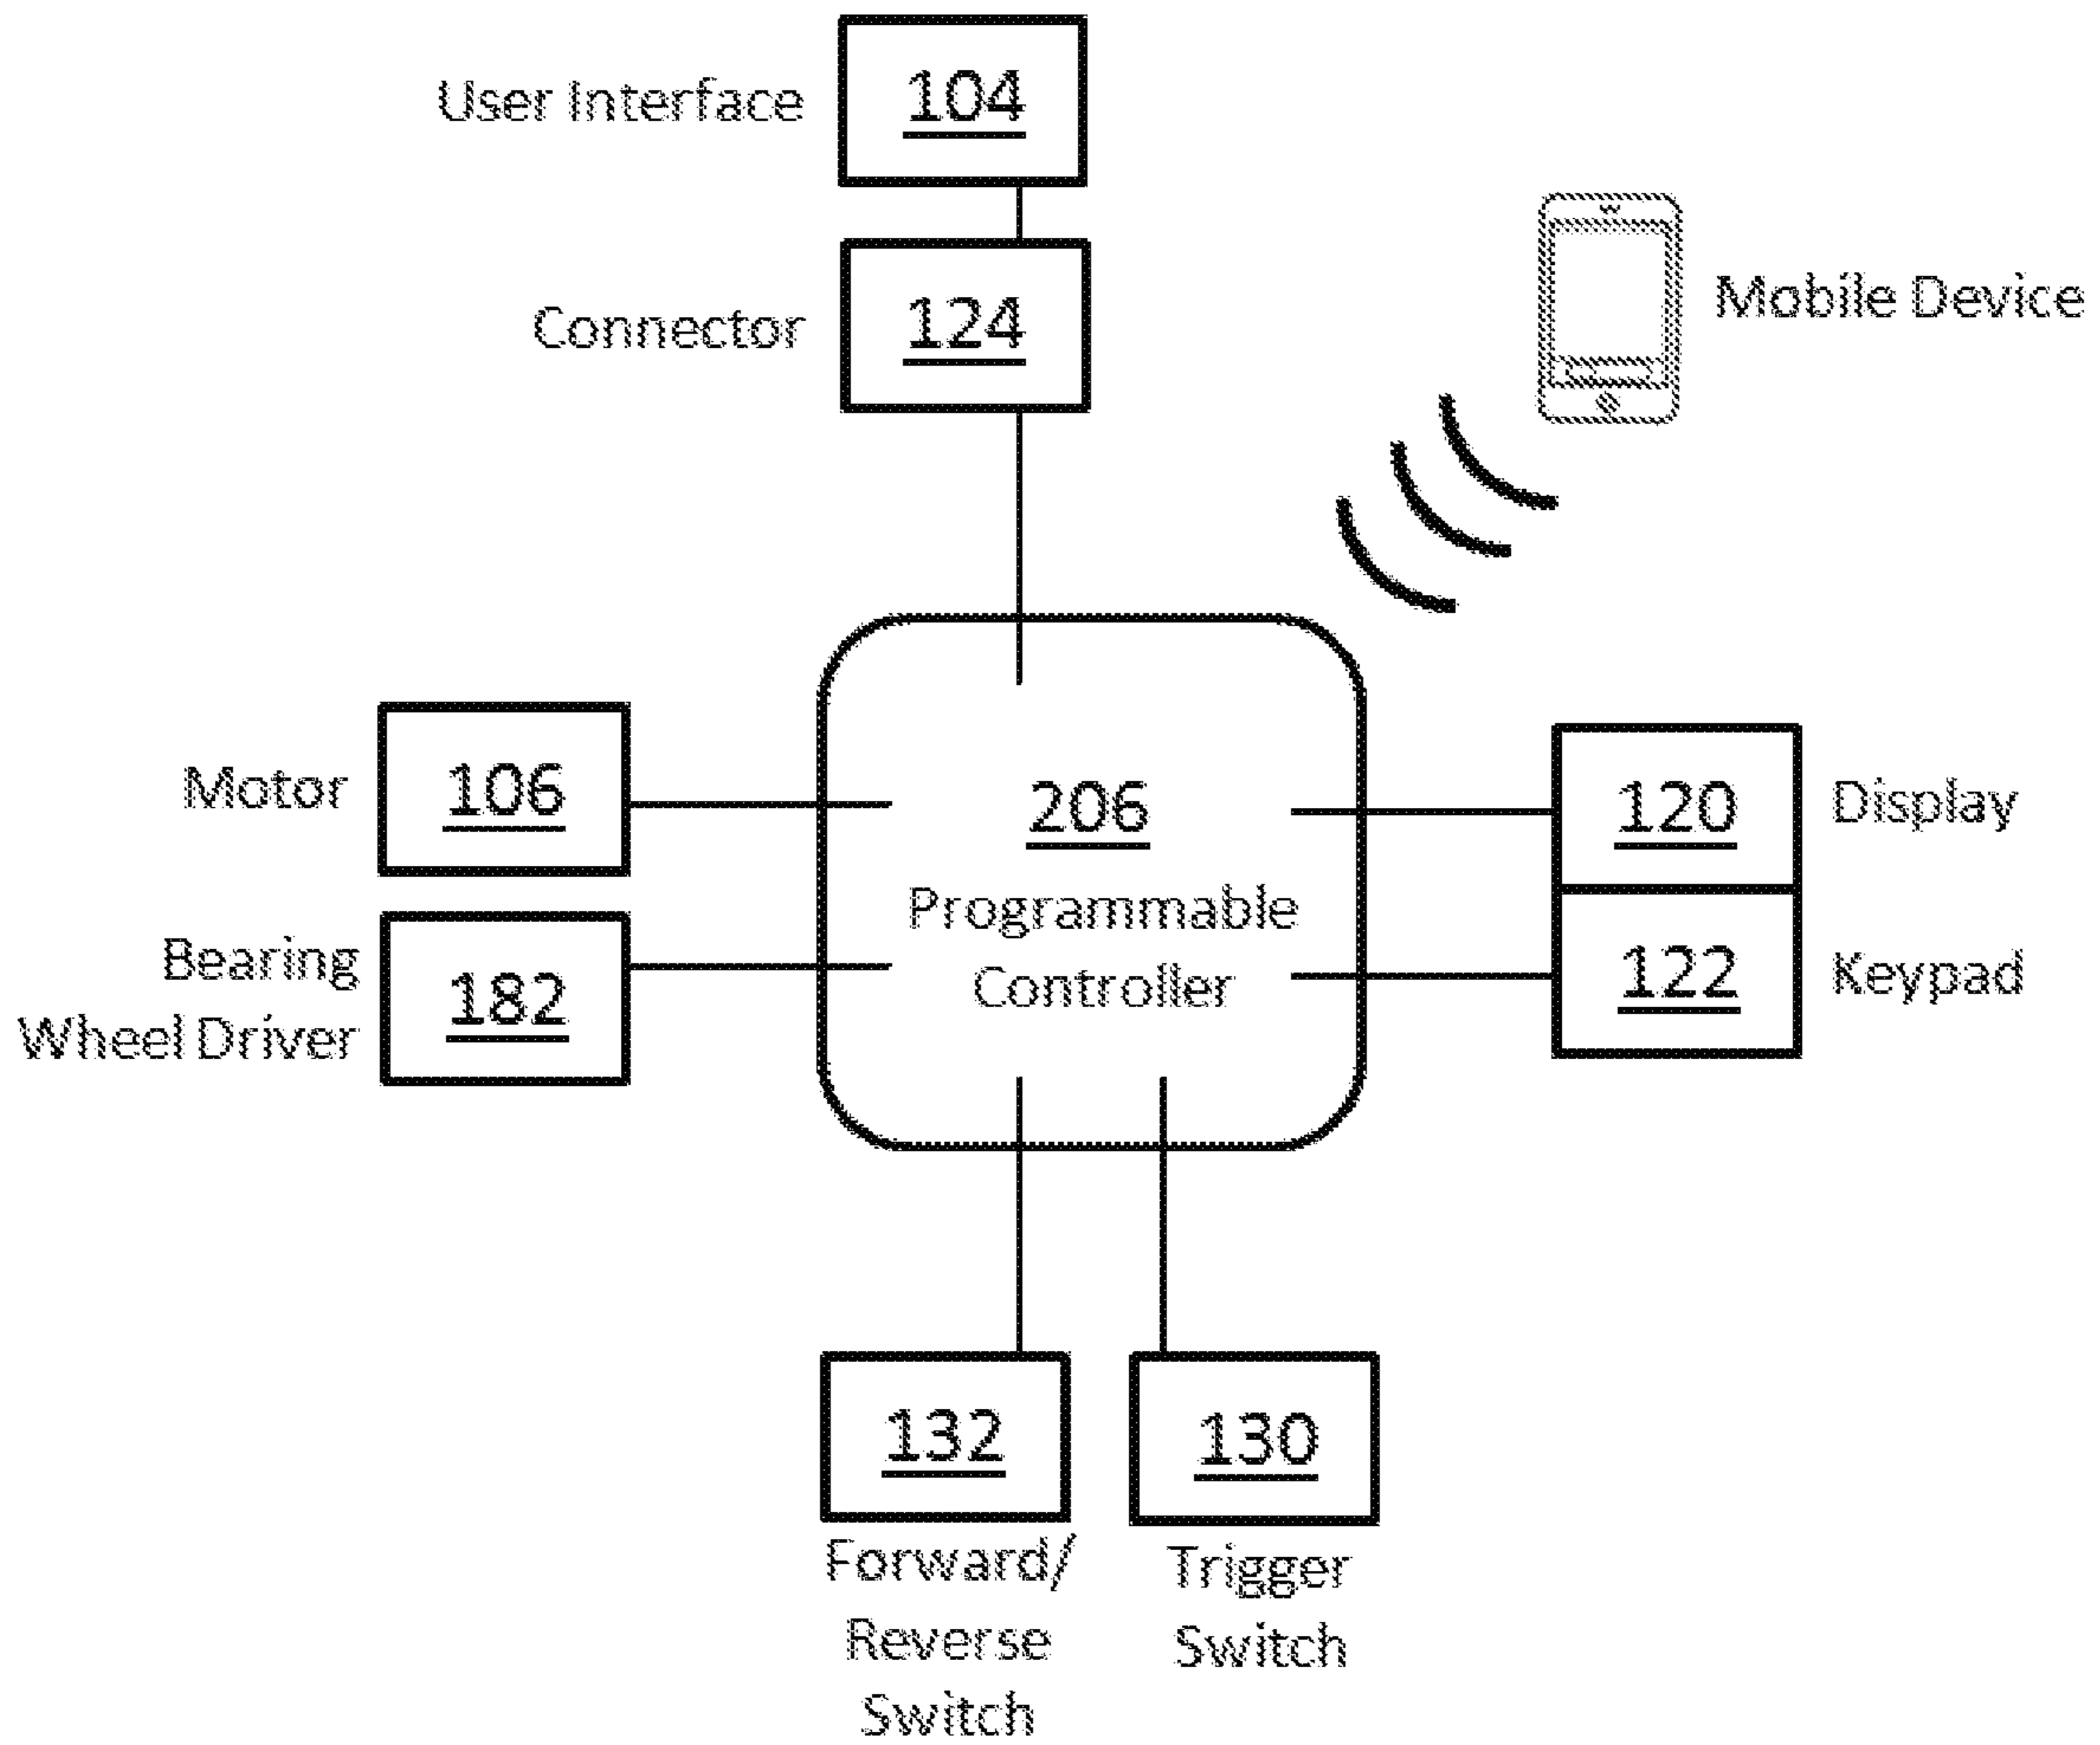 User Interface
104
Connector
124
Mobile Device
Motor
106
Bearing
Wheel Driver
182
206
Programmable
Controller
120
Display
122
Keypad
132
Forward/
Reverse
Switch
130
Trigger
Switch